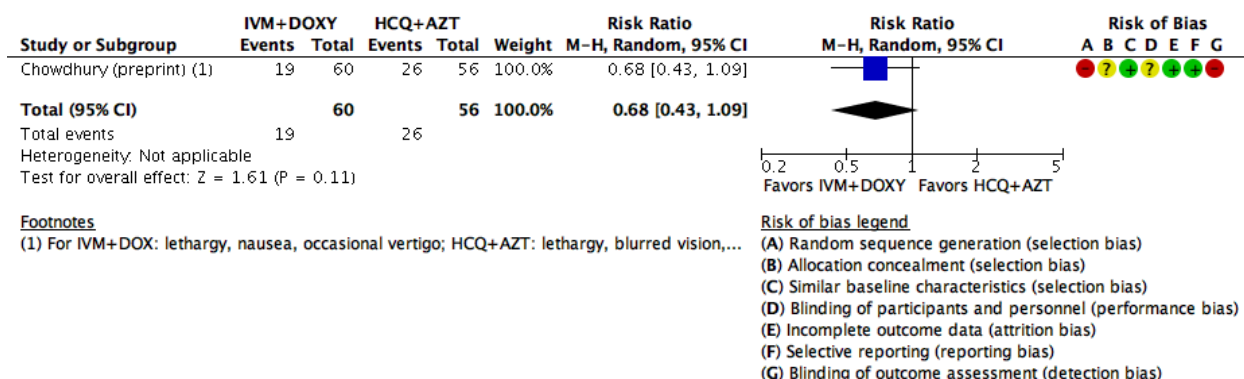 IVM+DOXY HCQ+AZT Risk Ratio Risk Ratio Risk of Bias
Study or Subgroup Events Total Events Total Weight M-H, Random, 95% CI M-H, Random, 95% CI A B C D E F G
Chowdhury (preprint) (1) 19 60 26 56 100.0% 0.68 [0.43, 1.09] - ? + ? + + -
Total (95% CI) 60 56 100.0% 0.68 [0.43, 1.09]
Total events 19 26
Heterogeneity: Not applicable
Test for overall effect: Z = 1.61 (P = 0.11)
0.2 0.5 1 2 5
Favors IVM+DOXY Favors HCQ+AZT
Footnotes
(1) For IVM+DOX: lethargy, nausea, occasional vertigo; HCQ+AZT: lethargy, blurred vision,...
Risk of bias legend
(A) Random sequence generation (selection bias)
(B) Allocation concealment (selection bias)
(C) Similar baseline characteristics (selection bias)
(D) Blinding of participants and personnel (performance bias)
(E) Incomplete outcome data (attrition bias)
(F) Selective reporting (reporting bias)
(G) Blinding of outcome assessment (detection bias)